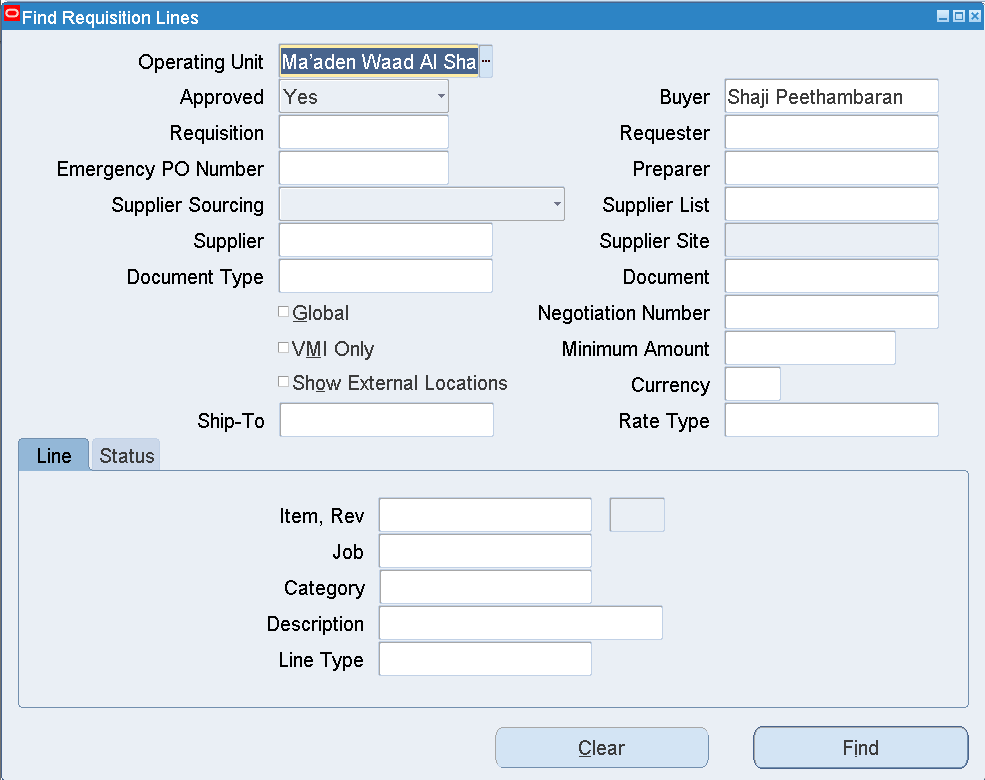 Find Requisition Lines
Operating Unit Ma'aden Waad Al Sha
Approved Yes
Buyer Shaji Peethambaran
Requisition
Requester
Emergency PO Number
Preparer
Supplier Sourcing
Supplier List
Supplier
Supplier Site
Document Type
Document
Global
Negotiation Number
VMI Only
Minimum Amount
Show External Locations
Currency
Ship-To
Rate Type
Line Status
Item, Rev
Job
Category
Description
Line Type
Clear Find